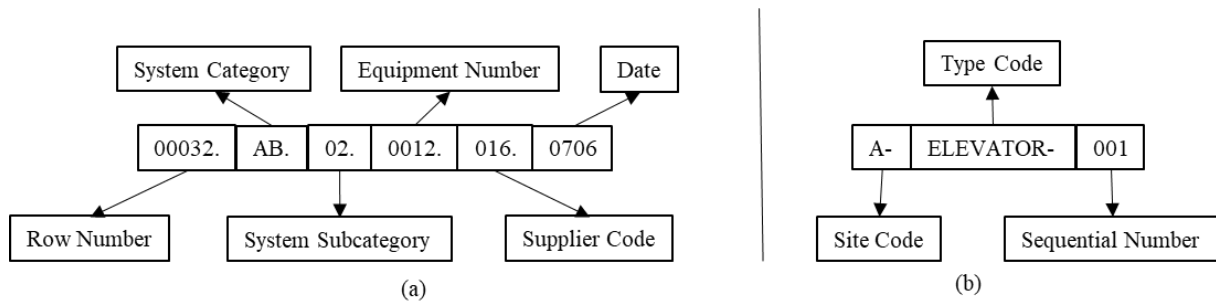 System Category
Equipment Number
Date
00032. AB. 02. 0012. 016. 0706
Row Number
System Subcategory
Supplier Code
(a)
Type Code
A- ELEVATOR- 001
Site Code
Sequential Number
(b)